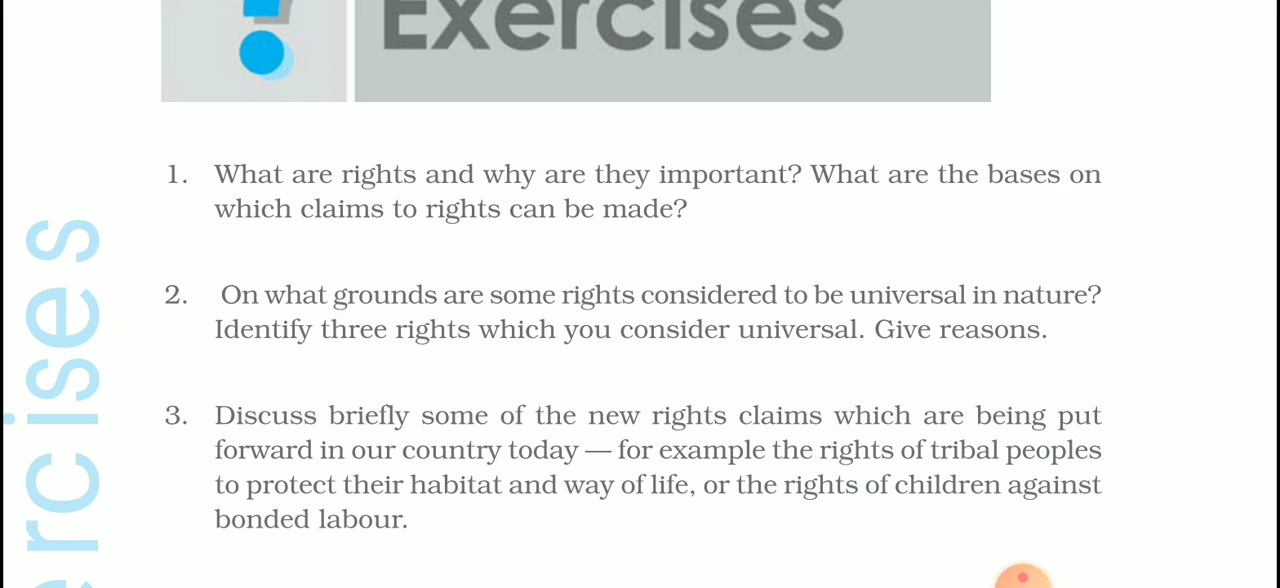 Exercises
1. What are rights and why are they important? What are the bases on
which claims to rights can be made?
2. On what grounds are some rights considered to be universal in nature?
Identify three rights which you consider universal. Give reasons.
3. Discuss briefly some of the new rights claims which are being put
forward in our country today — for example the rights of tribal peoples
to protect their habitat and way of life, or the rights of children against
bonded labour.
ercises